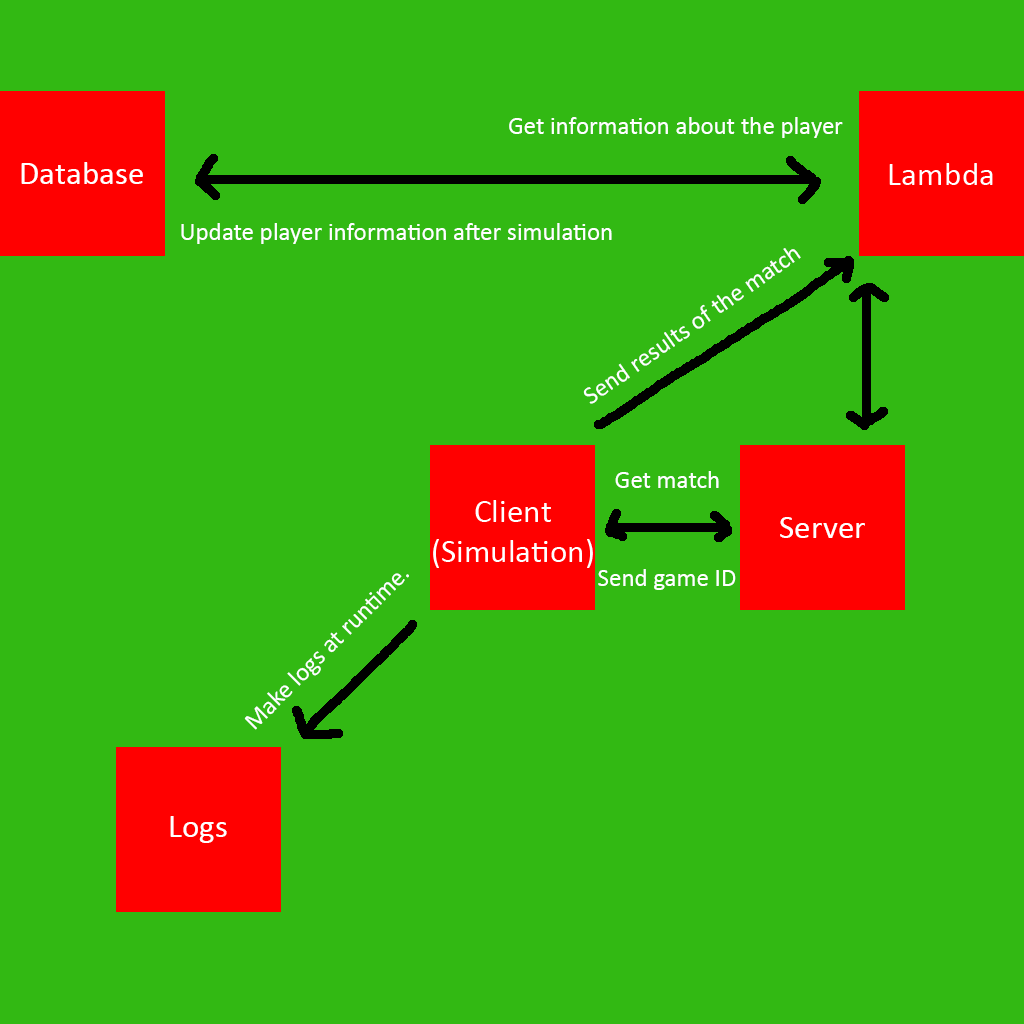 Get information about the player
Database
Lambda
Update player information after simulation
Send results of the match
Get match
Client
(Simulation)
Server
Send game ID
Make logs at runtime.
Logs